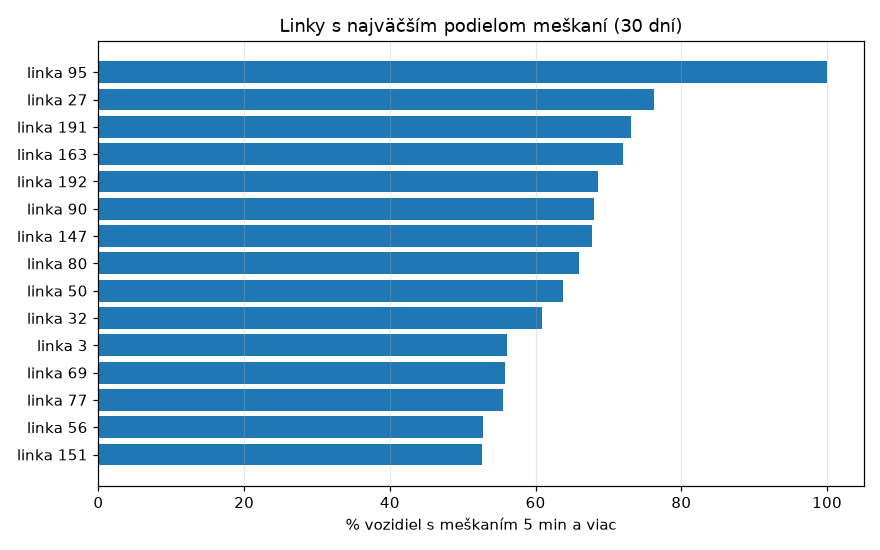 Linky s najväčším podielom meškaní (30 dní)
linka 95
linka 27
linka 191
linka 163
linka 192
linka 90
linka 147
linka 80
linka 50
linka 32
linka 3
linka 69
linka 77
linka 56
linka 151
0 20 40 60 80 100
% vozidiel s meškaním 5 min a viac